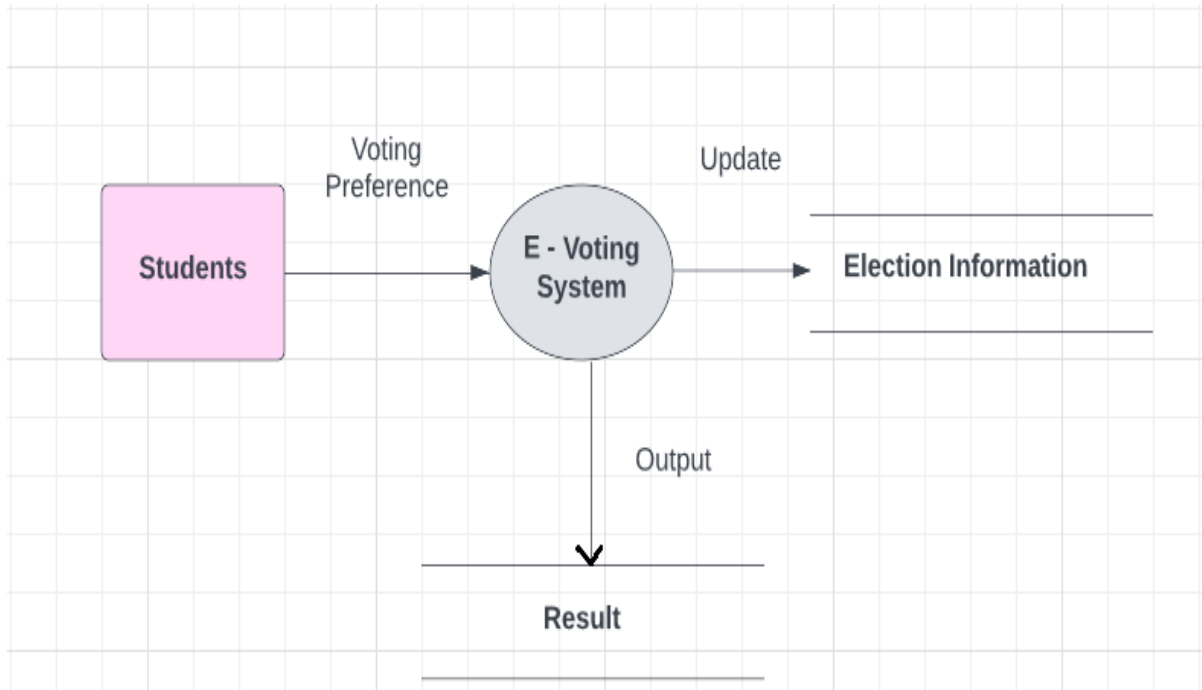 Voting
Preference
Update
Students
E - Voting
System
Election Information
Output
Result